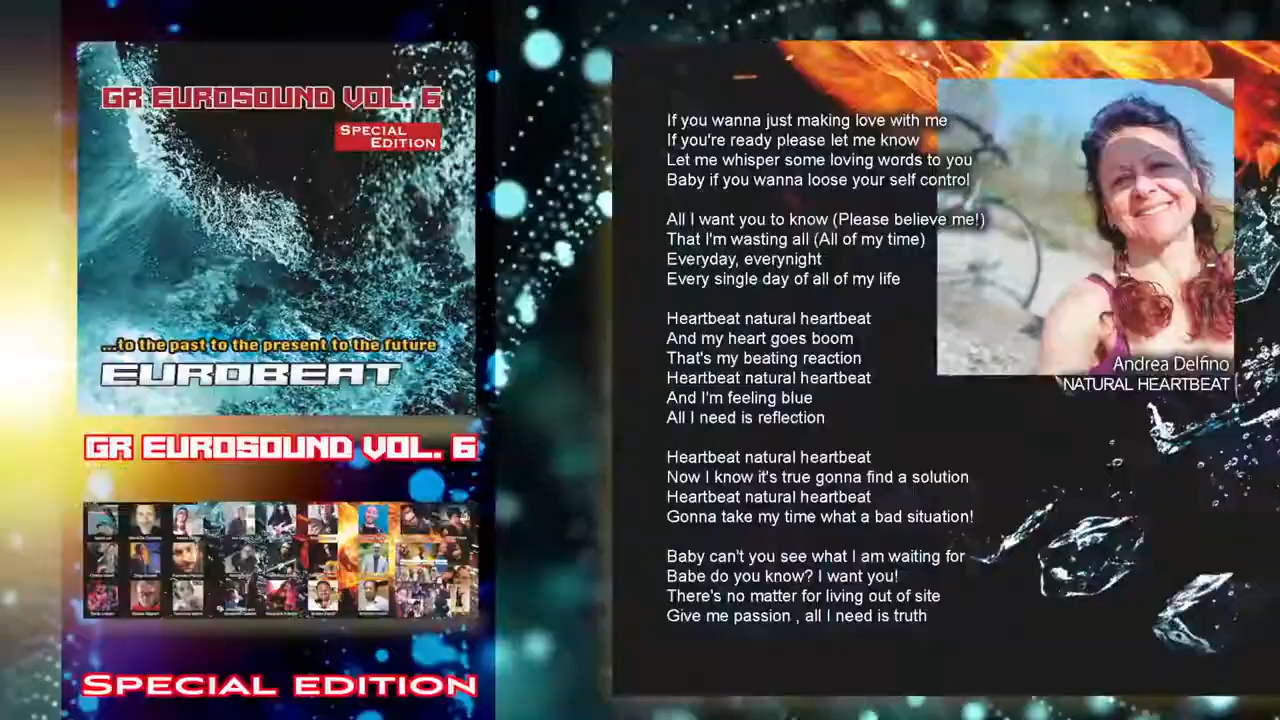 GR EUROSOUND VOL. 6
SPECIAL
EDITION
...to the past to the present to the future
EUROBEAT
GR EUROSOUND VOL. 6
SPECIAL EDITION
If you wanna just making love with me
If you're ready please let me know
Let me whisper some loving words to you
Baby if you wanna loose your self control
All I want you to know (Please believe me!)
That I'm wasting all (All of my time)
Everyday, everynight
Every single day of all of my life
Heartbeat natural heartbeat
And my heart goes boom
That's my beating reaction
Heartbeat natural heartbeat
And I'm feeling blue
All I need is reflection
Heartbeat natural heartbeat
Now I know it's true gonna find a solution
Heartbeat natural heartbeat
Gonna take my time what a bad situation!
Baby can't you see what I am waiting for
Babe do you know? I want you!
There's no matter for living out of site
Give me passion , all I need is truth
Andrea Delfino
NATURAL HEARTBEAT